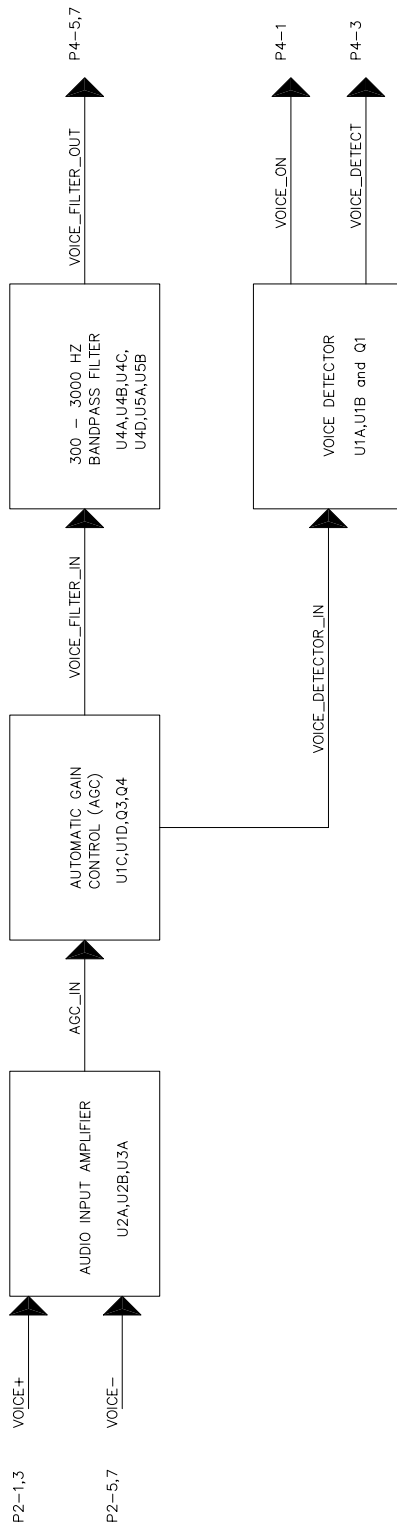 P2-1,3
VOICE+
P2-5,7
VOICE-
AUDIO INPUT AMPLIFIER
U2A,U2B,U3A
AGC_IN
AUTOMATIC GAIN
CONTROL (AGC)
U1C,U1D,Q3,Q4
VOICE_FILTER_IN
300 - 3000 HZ
BANDPASS FILTER
U4A,U4B,U4C,
U4D,U5A,U5B
VOICE_FILTER_OUT
P4-5,7
VOICE_DETECTOR_IN
VOICE DETECTOR
U1A,U1B and Q1
VOICE_ON
P4-1
VOICE_DETECT
P4-3